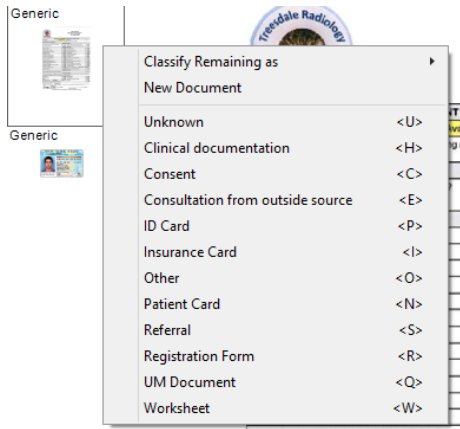 Generic
Teesdale Radiology
Classify Remaining as
New Document
Generic
Unknown <U>
Clinical documentation <H>
Consent <C>
Consultation from outside source <E>
ID Card <P>
Insurance Card <I>
Other <O>
Patient Card <N>
Referral <S>
Registration Form <R>
UM Document <Q>
Worksheet <W>